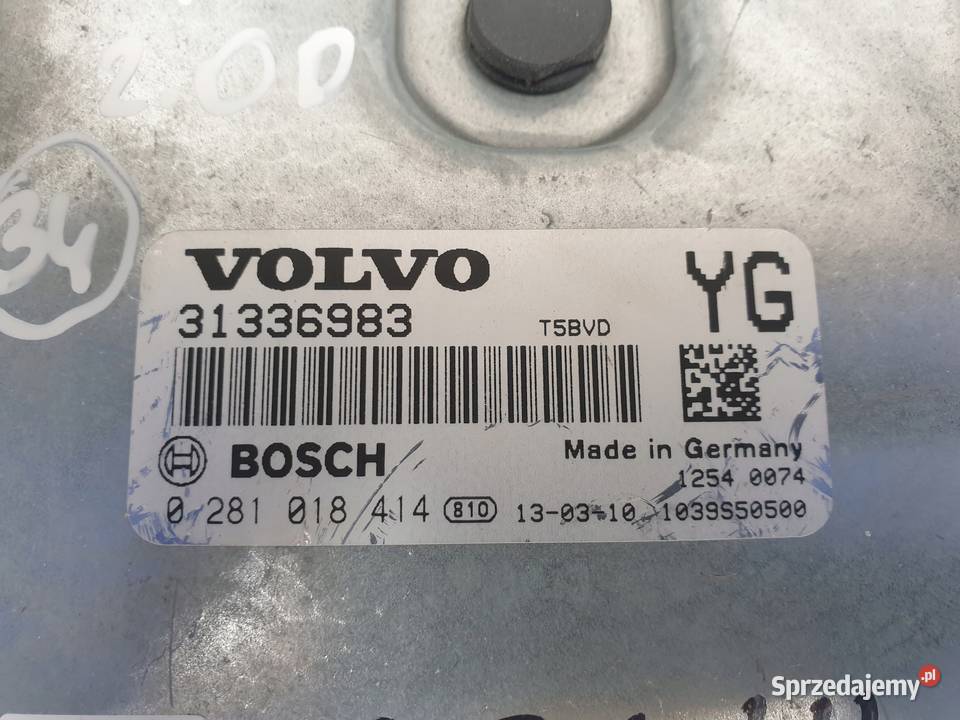 2.0D
34
VOLVO
YG
31336983
T5BVD
BOSCH
Made in Germany
1254 0074
0 281 018 414 810 13-03-10 1039S50500
Sprzedajemy.pl